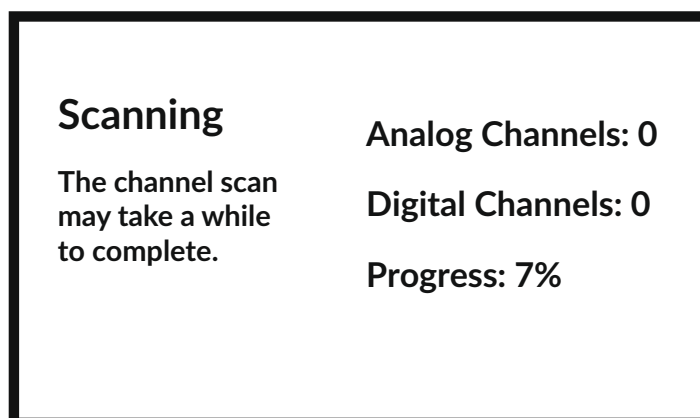 Scanning
The channel scan
may take a while
to complete.
Analog Channels: 0
Digital Channels: 0
Progress: 7%